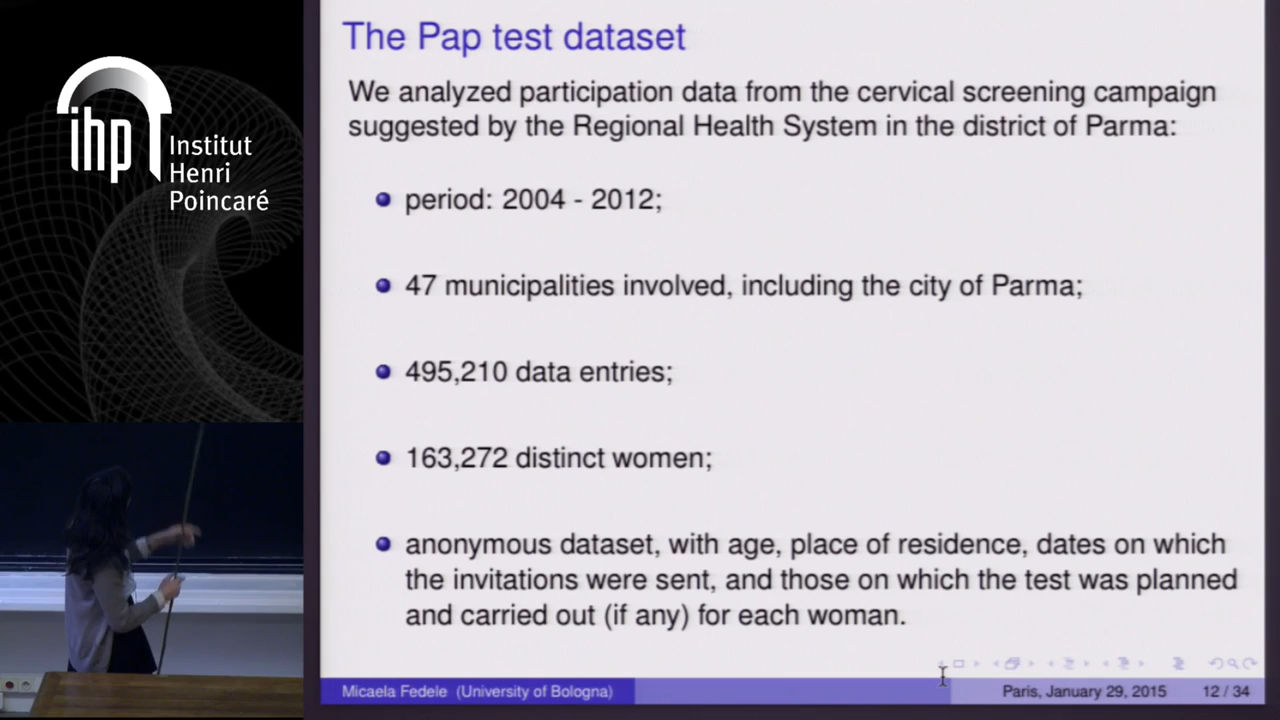 ihp
Institut
Henri
Poincaré
The Pap test dataset
We analyzed participation data from the cervical screening campaign
suggested by the Regional Health System in the district of Parma:
period: 2004 - 2012;
47 municipalities involved, including the city of Parma;
495,210 data entries;
163,272 distinct women;
anonymous dataset, with age, place of residence, dates on which
the invitations were sent, and those on which the test was planned
and carried out (if any) for each woman.
Micaela Fedele (University of Bologna)
Paris, January 29, 2015
12 / 34